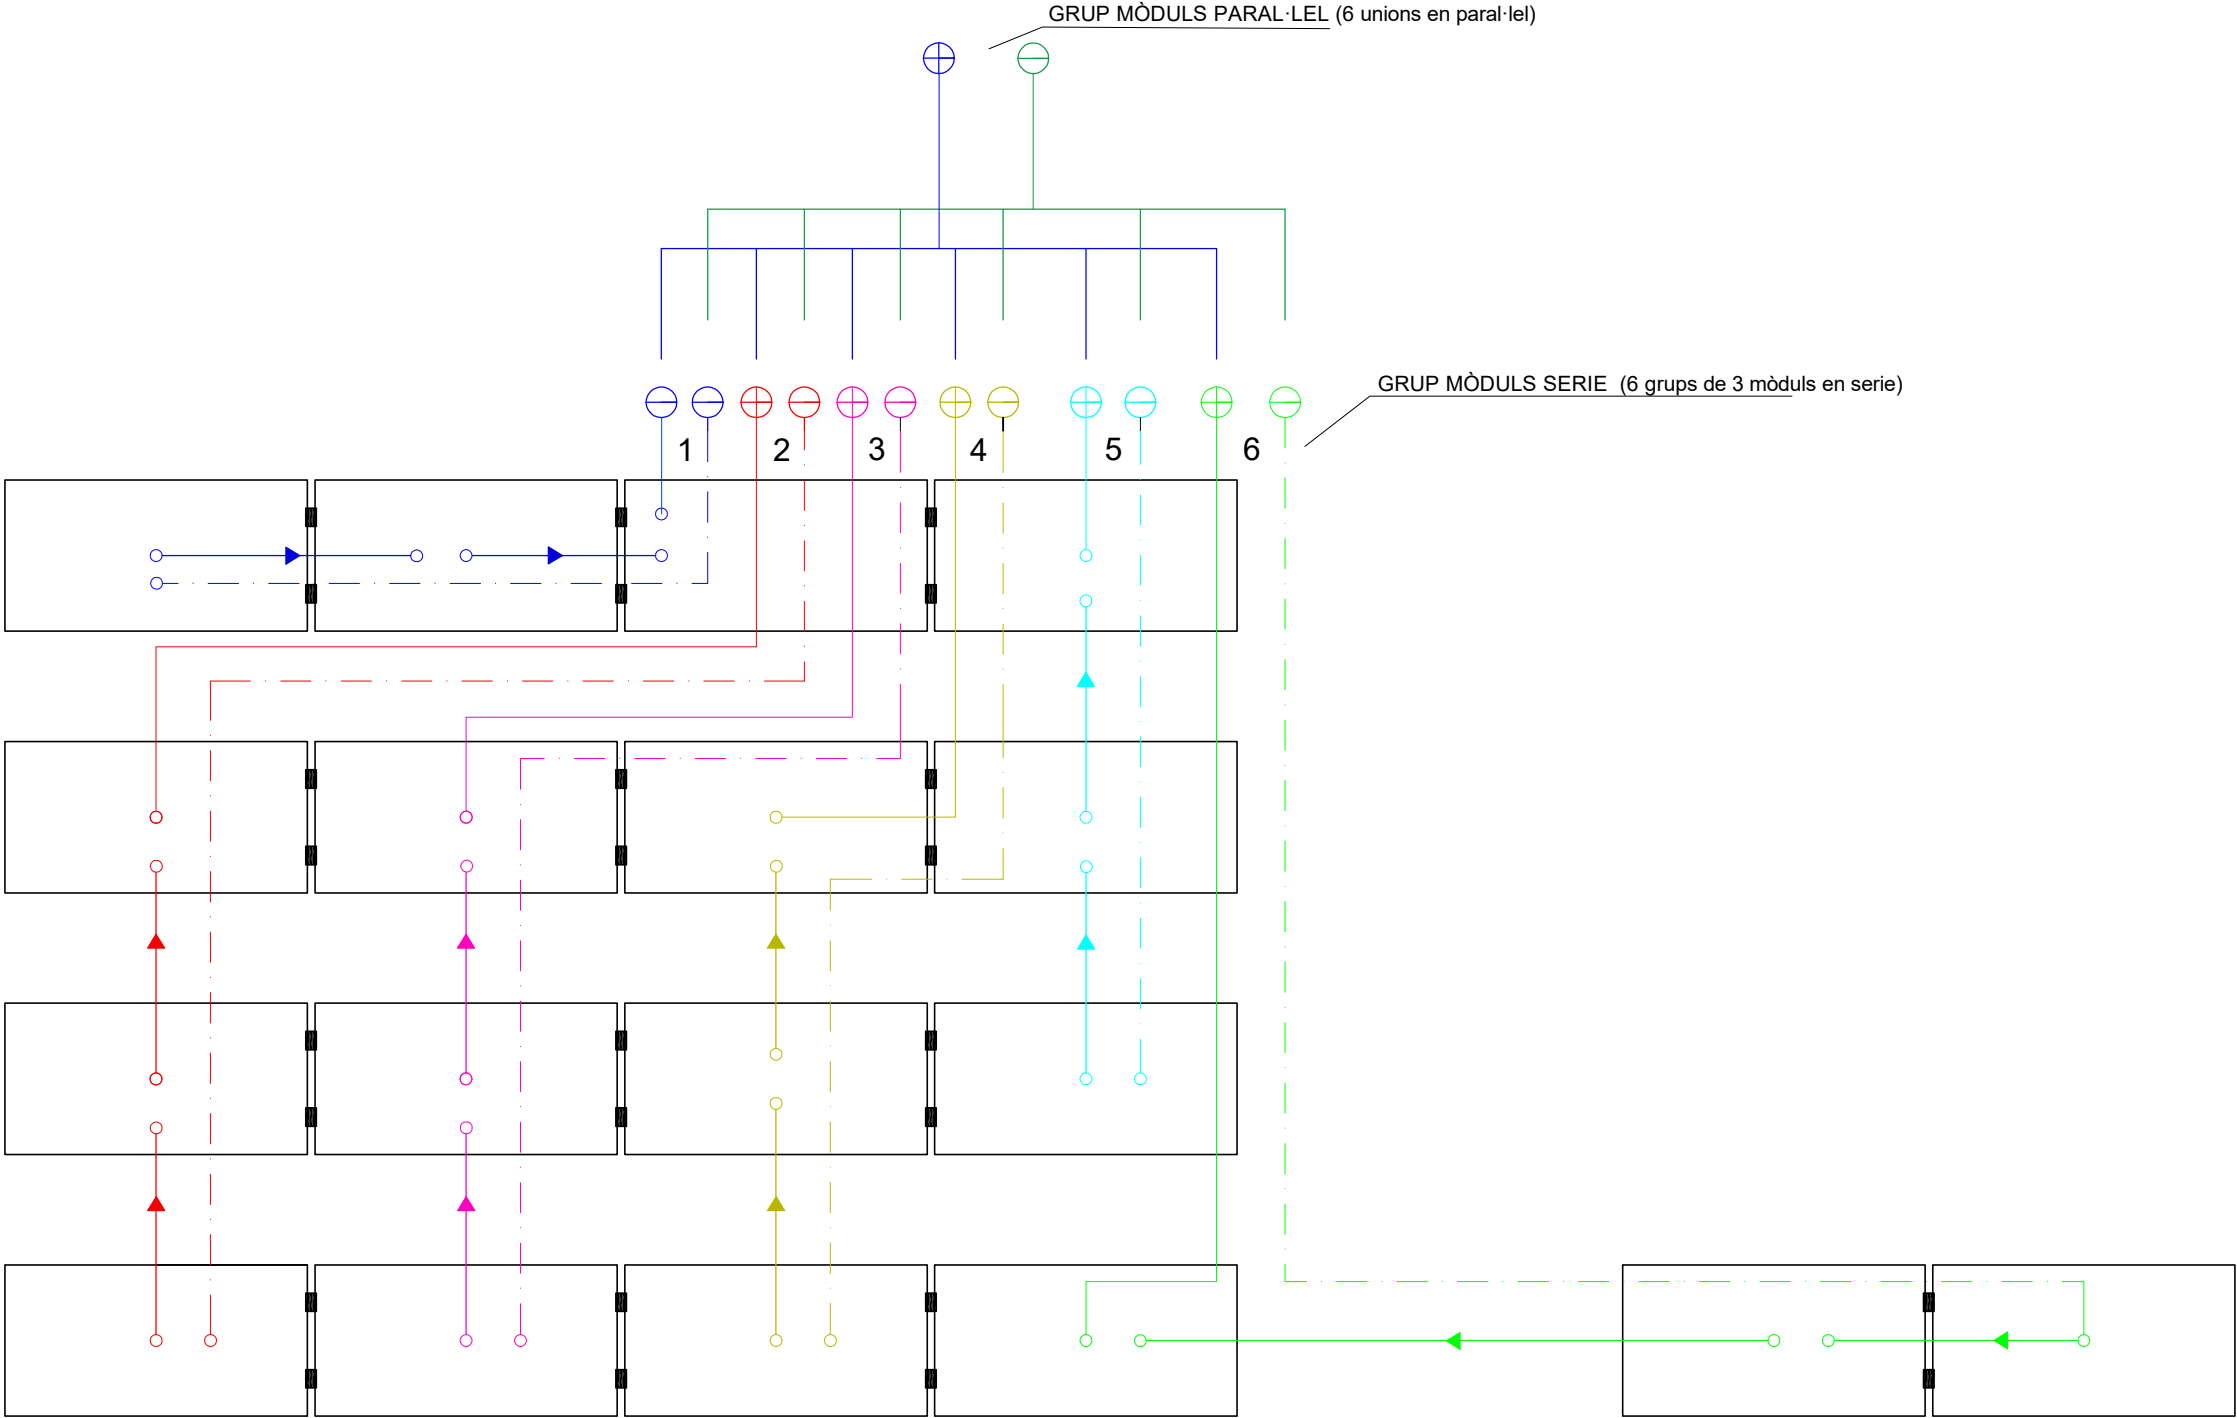 GRUP MÒDULS PARAL·LEL (6 unions en paral·lel)
GRUP MÒDULS SERIE (6 grups de 3 mòduls en serie)
1 2 3 4 5 6